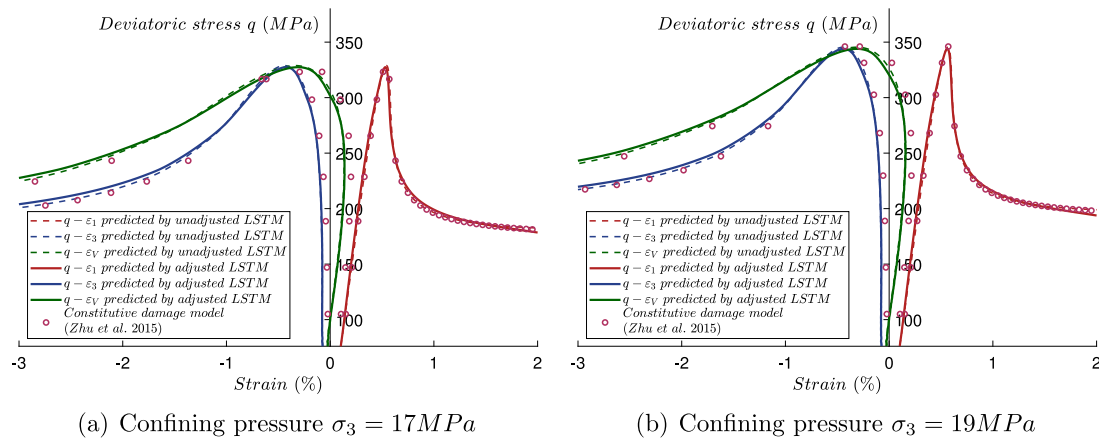 Deviatoric stress q (MPa)
350
300
250
200
150
100
q − ε1 predicted by unadjusted LSTM
q − ε3 predicted by unadjusted LSTM
q − εV predicted by unadjusted LSTM
q − ε1 predicted by adjusted LSTM
q − ε3 predicted by adjusted LSTM
q − εV predicted by adjusted LSTM
Constitutive damage model
(Zhu et al. 2015)
-3 -2 -1 0 1 2
Strain (%)
(a) Confining pressure σ3 = 17MPa
Deviatoric stress q (MPa)
350
300
250
200
150
100
q − ε1 predicted by unadjusted LSTM
q − ε3 predicted by unadjusted LSTM
q − εV predicted by unadjusted LSTM
q − ε1 predicted by adjusted LSTM
q − ε3 predicted by adjusted LSTM
q − εV predicted by adjusted LSTM
Constitutive damage model
(Zhu et al. 2015)
-3 -2 -1 0 1 2
Strain (%)
(b) Confining pressure σ3 = 19MPa